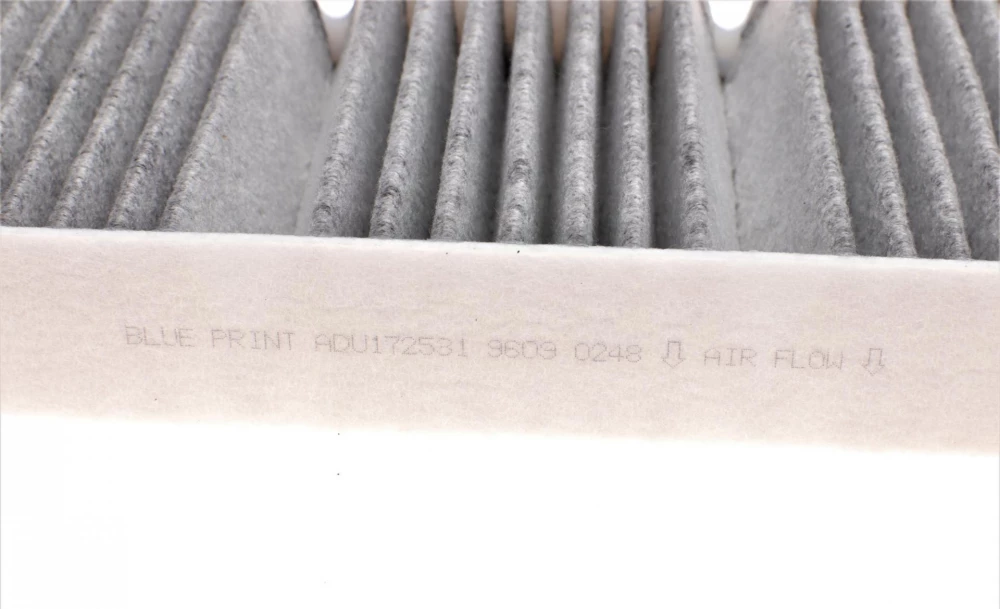 BLUE PRINT ADU172531 9609 0248 ⇩ AIR FLOW ⇩